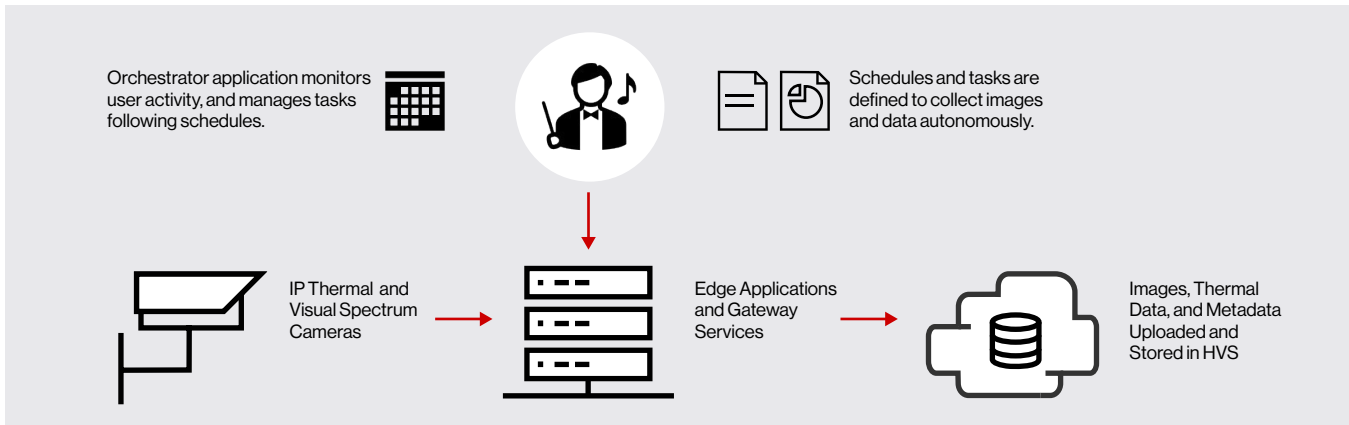 Orchestrator application monitors
user activity, and manages tasks
following schedules.
Schedules and tasks are
defined to collect images
and data autonomously.
IP Thermal and
Visual Spectrum
Cameras
Edge Applications
and Gateway
Services
Images, Thermal
Data, and Metadata
Uploaded and
Stored in HVS